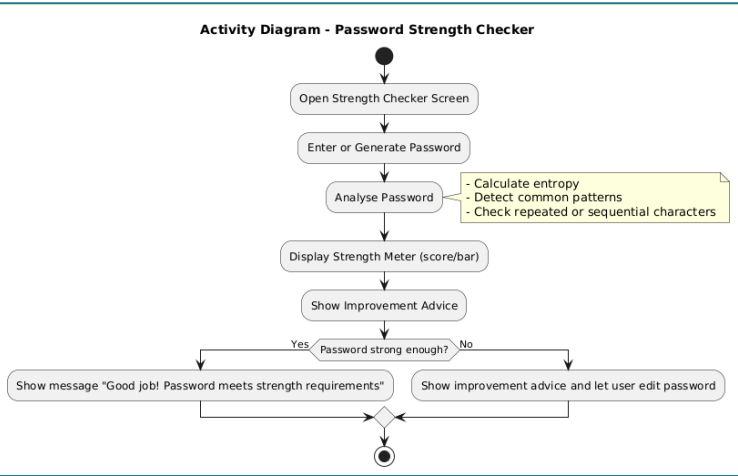 Activity Diagram - Password Strength Checker
Open Strength Checker Screen
Enter or Generate Password
Analyse Password
- Calculate entropy
- Detect common patterns
- Check repeated or sequential characters
Display Strength Meter (score/bar)
Show Improvement Advice
Yes
Password strong enough?
No
Show message "Good job! Password meets strength requirements"
Show improvement advice and let user edit password